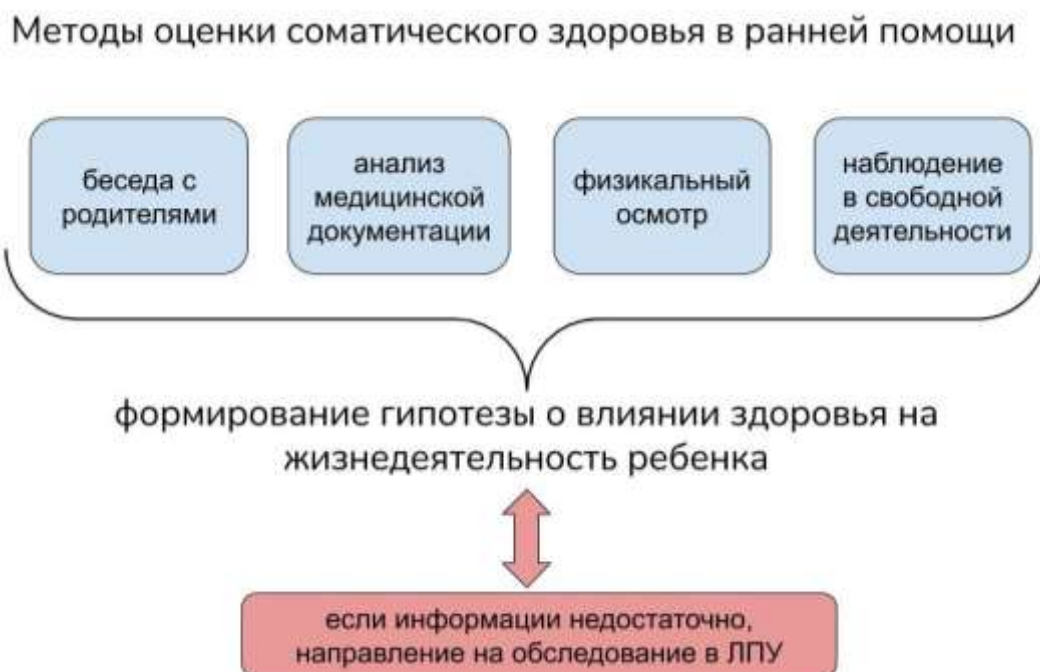 Методы оценки соматического здоровья в ранней помощи
беседа с
родителями
анализ
медицинской
документации
физикальный
осмотр
наблюдение
в свободной
деятельности
формирование гипотезы о влиянии здоровья на
жизнедеятельность ребенка
если информации недостаточно,
направление на обследование в ЛПУ